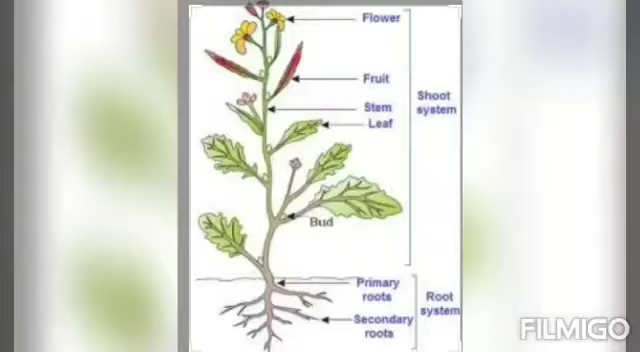 Flower
Fruit
Stem
Leaf
Shoot
system
Bud
Primary
roots
Root
system
Secondary
roots
FILMIGO